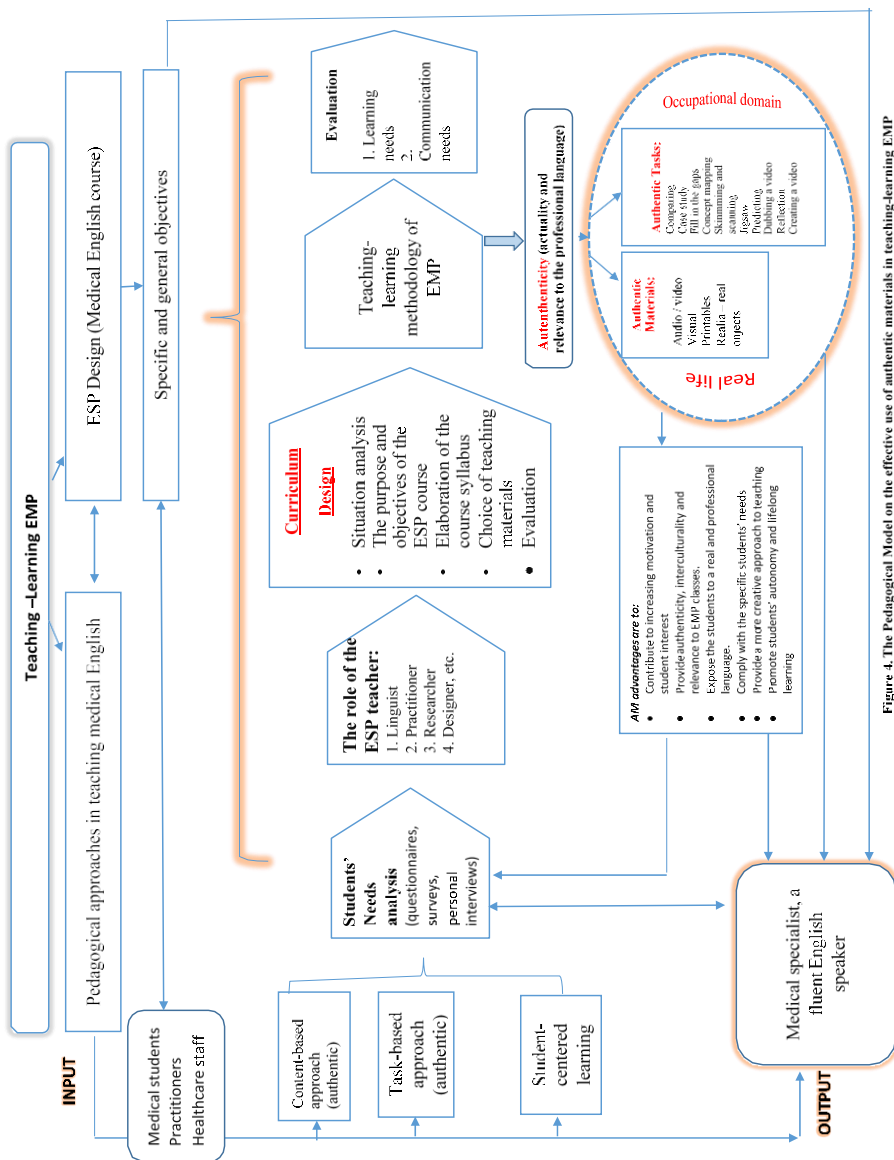 Teaching –Learning EMP
INPUT
Pedagogical approaches in teaching medical English
ESP Design (Medical English course)
Medical students
Practitioners
Healthcare staff
Specific and general objectives
Content-based
approach
(authentic)
Task-based
approach
(authentic)
Student-
centered
learning
Students’
Needs
analysis
(questionnaires,
surveys,
personal
interviews)
The role of the
ESP teacher:
1. Linguist
2. Practitioner
3. Researcher
4. Designer, etc.
Curriculum
Design
• Situation analysis
• The purpose and
objectives of the
ESP course
• Elaboration of the
course syllabus
• Choice of teaching
materials
• Evaluation
Teaching-
learning
methodology of
EMP
Evaluation
1. Learning
needs
2.
Communication
needs
Autenthenticity (actuality and
relevance to the professional language)
Real life
Occupational domain
Authentic
Materials:
Audio / video
Visual
Printables
Realia – real
onjects
Authentic Tasks:
Comparing
Case study
Fill in the gaps
Concept mapping
Skinmming and
scanning
Jigsaw
Predicting
Dubbing a video
Reflection
Creating a video
AM advantages are to:
• Contribute to increasing motivation and
student interest
• Provide authenticity, interculturality and
relevance to EMP classes.
• Expose the students to a real and professional
language.
• Comply with the specific students’ needs
• Provide a more creative approach to teaching
• Promote students’ autonomy and lifelong
learning
Medical specialist, a
fluent English
speaker
OUTPUT
Figure 4. The Pedagogical Model on the effective use of authentic materials in teaching-learning EMP